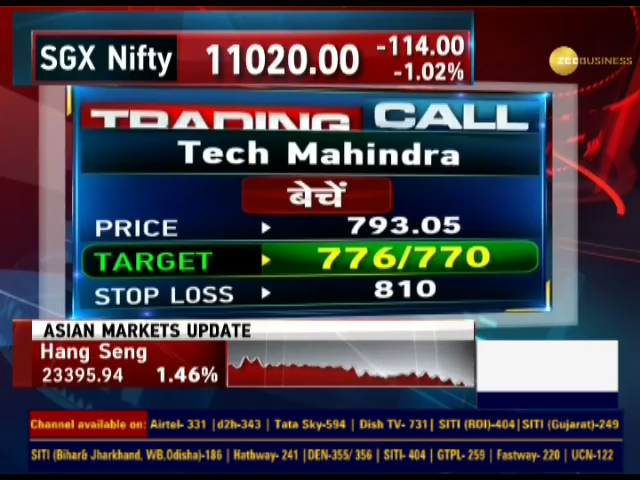 SGX Nifty 11020.00 -114.00
-1.02%
ZEE BUSINESS
TRADING CALL
Tech Mahindra
बेचें
PRICE 793.05
TARGET 776/770
STOP LOSS 810
ASIAN MARKETS UPDATE
Hang Seng
23395.94 1.46%
Channel available on: Airtel- 331 | d2h-343 | Tata Sky-594 | Dish TV- 731| SITI (ROI)-404| SITI (Gujarat)-249
SITI (Bihar& Jharkhand, WB,Odisha)-186 | Hathway- 241 |DEN-355/ 356 | SITI- 404 | GTPL- 259 | Fastway- 220 | UCN-122